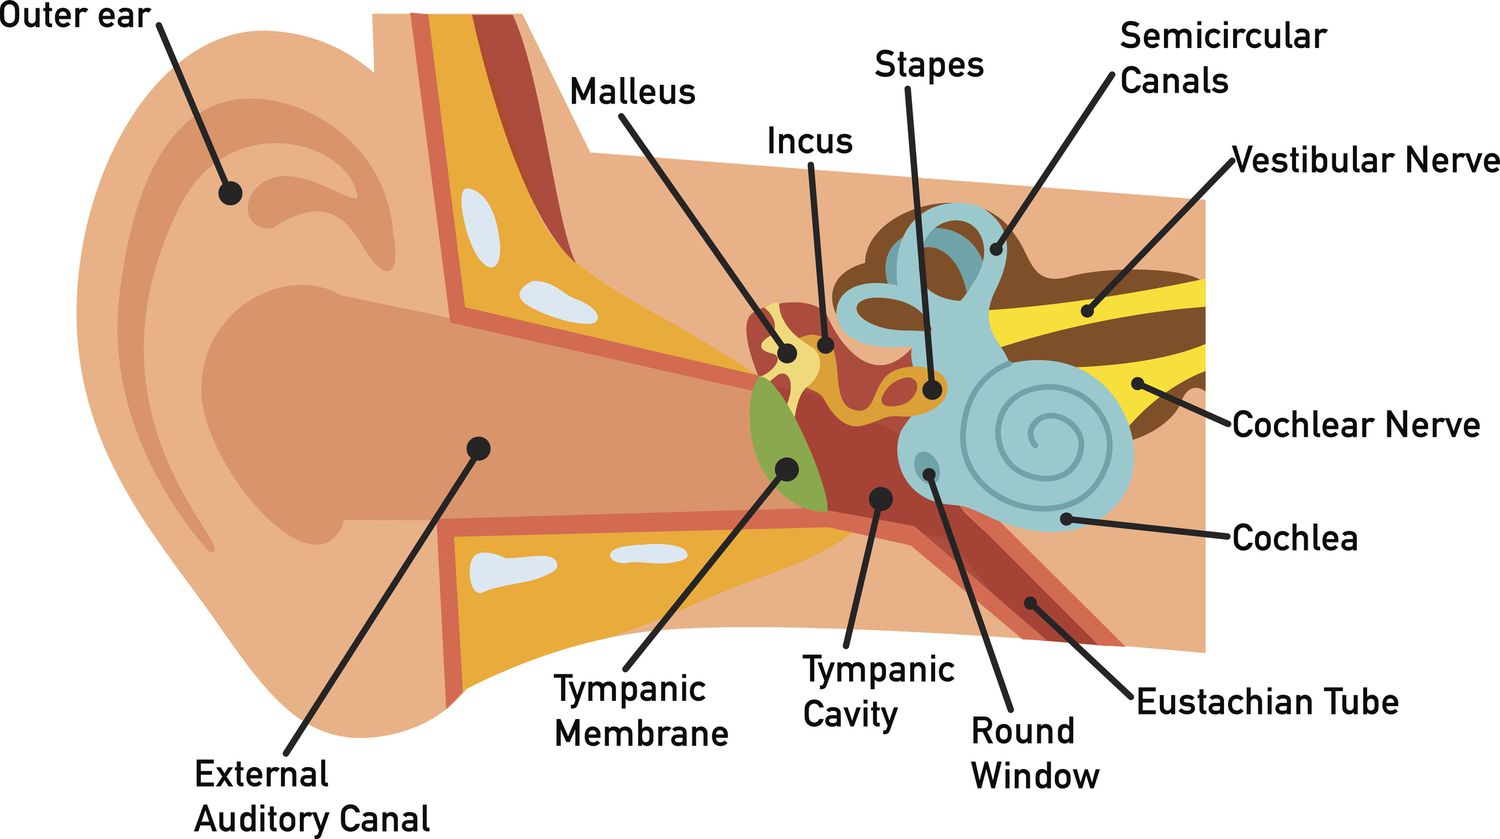 Outer ear
Semicircular
Canals
Stapes
Malleus
Incus
Vestibular Nerve
Cochlear Nerve
Cochlea
Tympanic
Cavity
Tympanic
Membrane
Eustachian Tube
Round
Window
External
Auditory Canal